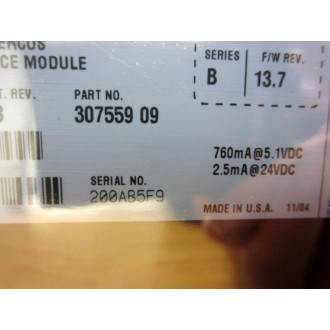 ERCOS
CE MODULE
SERIES
F/W REV.
B
13.7
T. REV.
PART NO.
307559 09
760mA@5.1VDC
2.5mA@24VDC
SERIAL NO.
200AB5F9
MADE IN U.S.A. 11/04